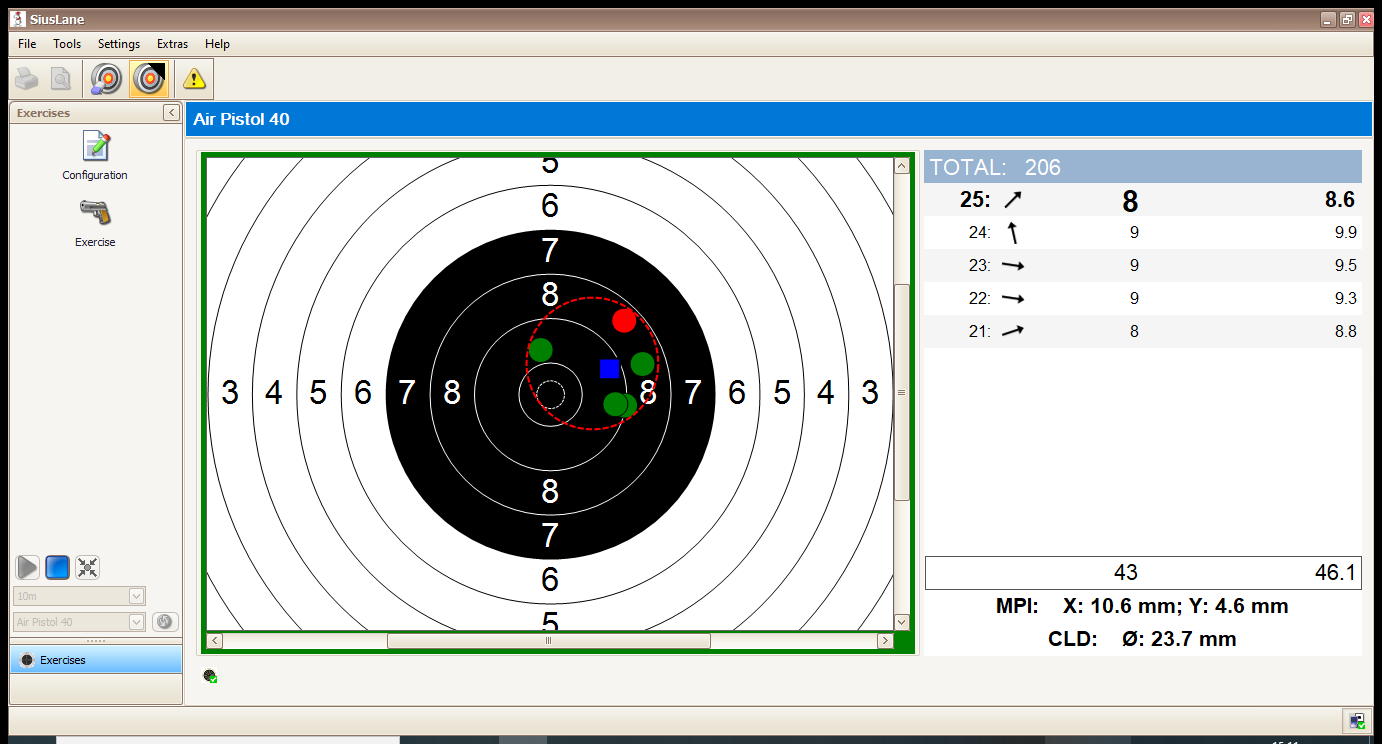 SiusLane
File Tools Settings Extras Help
Exercises
Configuration
Exercise
10m
Air Pistol 40
Exercises
Air Pistol 40
5
6
7
8
3 4 5 6 7 8 8 7 6 5 4 3
8
7
6
5
TOTAL: 206
25: 8 8.6
24: 9 9.9
23: 9 9.5
22: 9 9.3
21: 8 8.8
43 46.1
MPI: X: 10.6 mm; Y: 4.6 mm
CLD: Ø: 23.7 mm